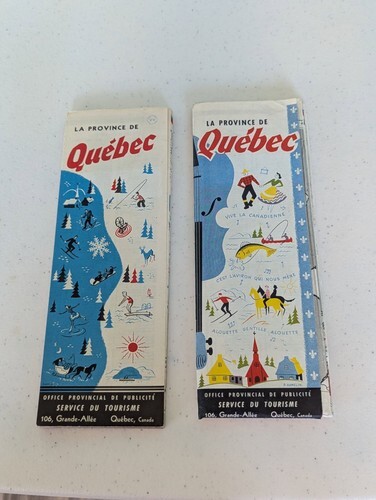 LA PROVINCE DE
Québec
OFFICE PROVINCIAL DE PUBLICITÉ
SERVICE DU TOURISME
106, Grande-Allée Québec, Canada
LA PROVINCE DE
Québec
VIVE LA CANADIENNE
C'EST L'AVIRON QUI NOUS MÈNE
ALOUETTE GENTILLE ALOUETTE
OFFICE PROVINCIAL DE PUBLICITÉ
SERVICE DU TOURISME
106, Grande-Allée Québec, Canada